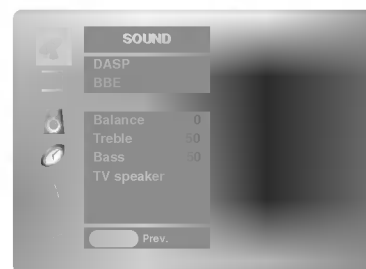 SOUND
DASP
BBE
Balance 0
Treble 50
Bass 50
TV speaker
Prev.